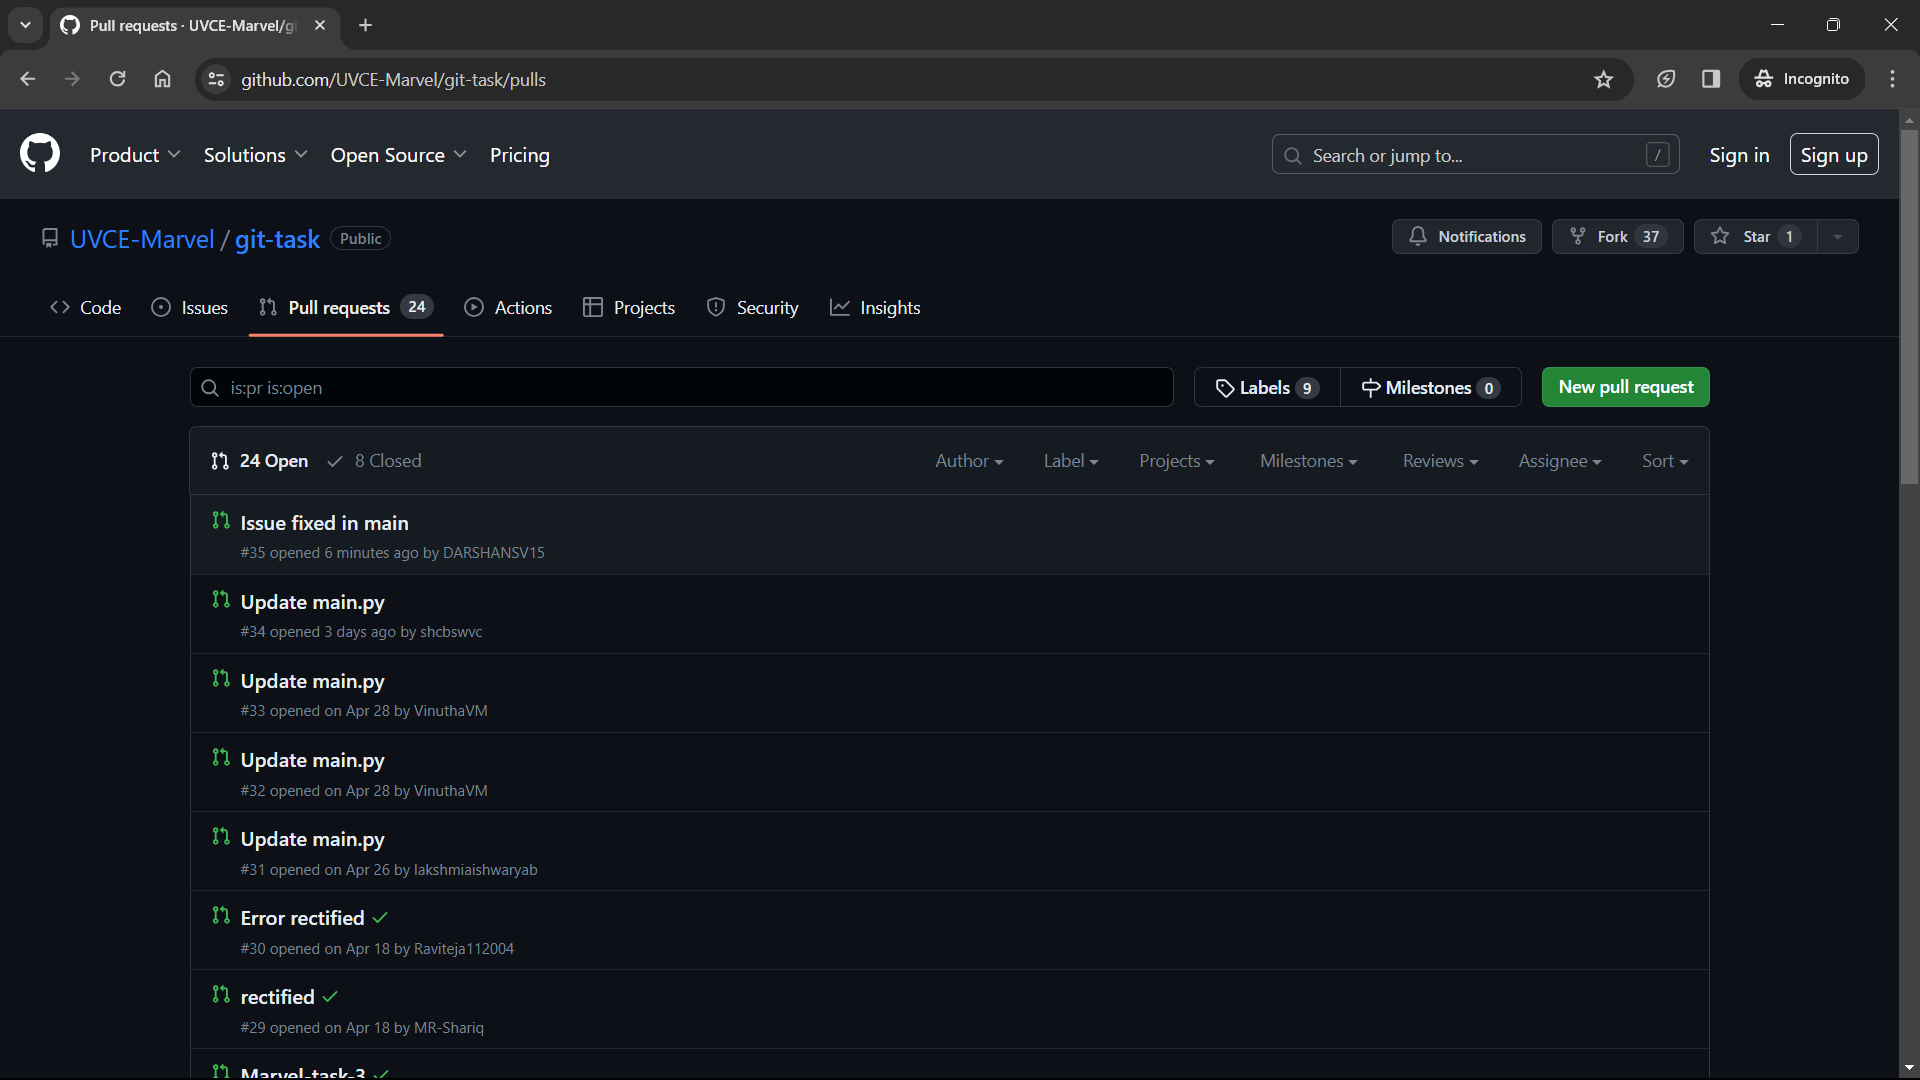 Pull requests · UVCE-Marvel/gi
github.com/UVCE-Marvel/git-task/pulls
Incognito
Product Solutions Open Source Pricing
Search or jump to... /
Sign in Sign up
UVCE-Marvel / git-task Public
Notifications Fork 37 Star 1
Code Issues Pull requests 24 Actions Projects Security Insights
is:pr is:open
Labels 9 Milestones 0 New pull request
24 Open 8 Closed Author Label Projects Milestones Reviews Assignee Sort
Issue fixed in main
#35 opened 6 minutes ago by DARSHANSV15
Update main.py
#34 opened 3 days ago by shcbswvc
Update main.py
#33 opened on Apr 28 by VinuthaVM
Update main.py
#32 opened on Apr 28 by VinuthaVM
Update main.py
#31 opened on Apr 26 by lakshmiaishwaryab
Error rectified
#30 opened on Apr 18 by Raviteja112004
rectified
#29 opened on Apr 18 by MR-Shariq
Marvel-task-3